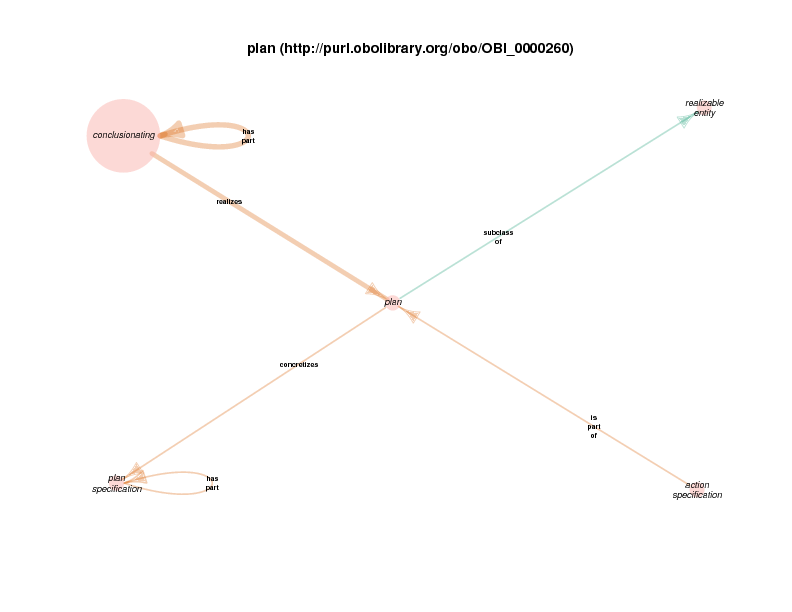 plan (http://purl.obolibrary.org/obo/OBI_0000260)
realizable
entity
conclusionating
has
part
realizes
subclass
of
plan
concretizes
is
part
of
plan
specification
has
part
action
specification